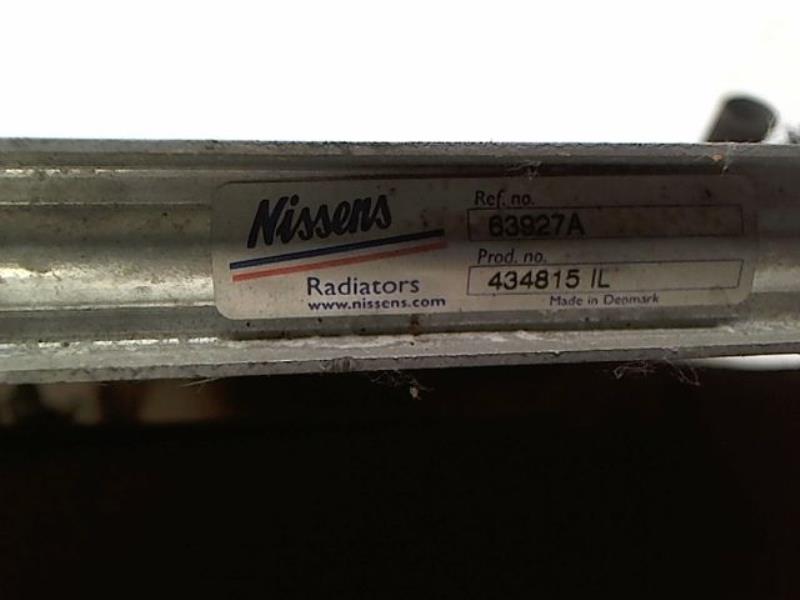 Nissens
Radiators
www.nissens.com
Ref. no.
63927A
Prod. no.
434815 IL
Made in Denmark